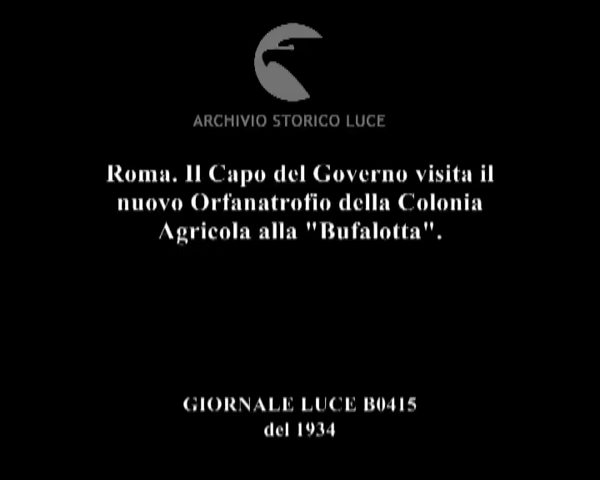 ARCHIVIO STORICO LUCE
Roma. Il Capo del Governo visita il
nuovo Orfanatrofio della Colonia
Agricola alla "Bufalotta".
GIORNALE LUCE B0415
del 1934